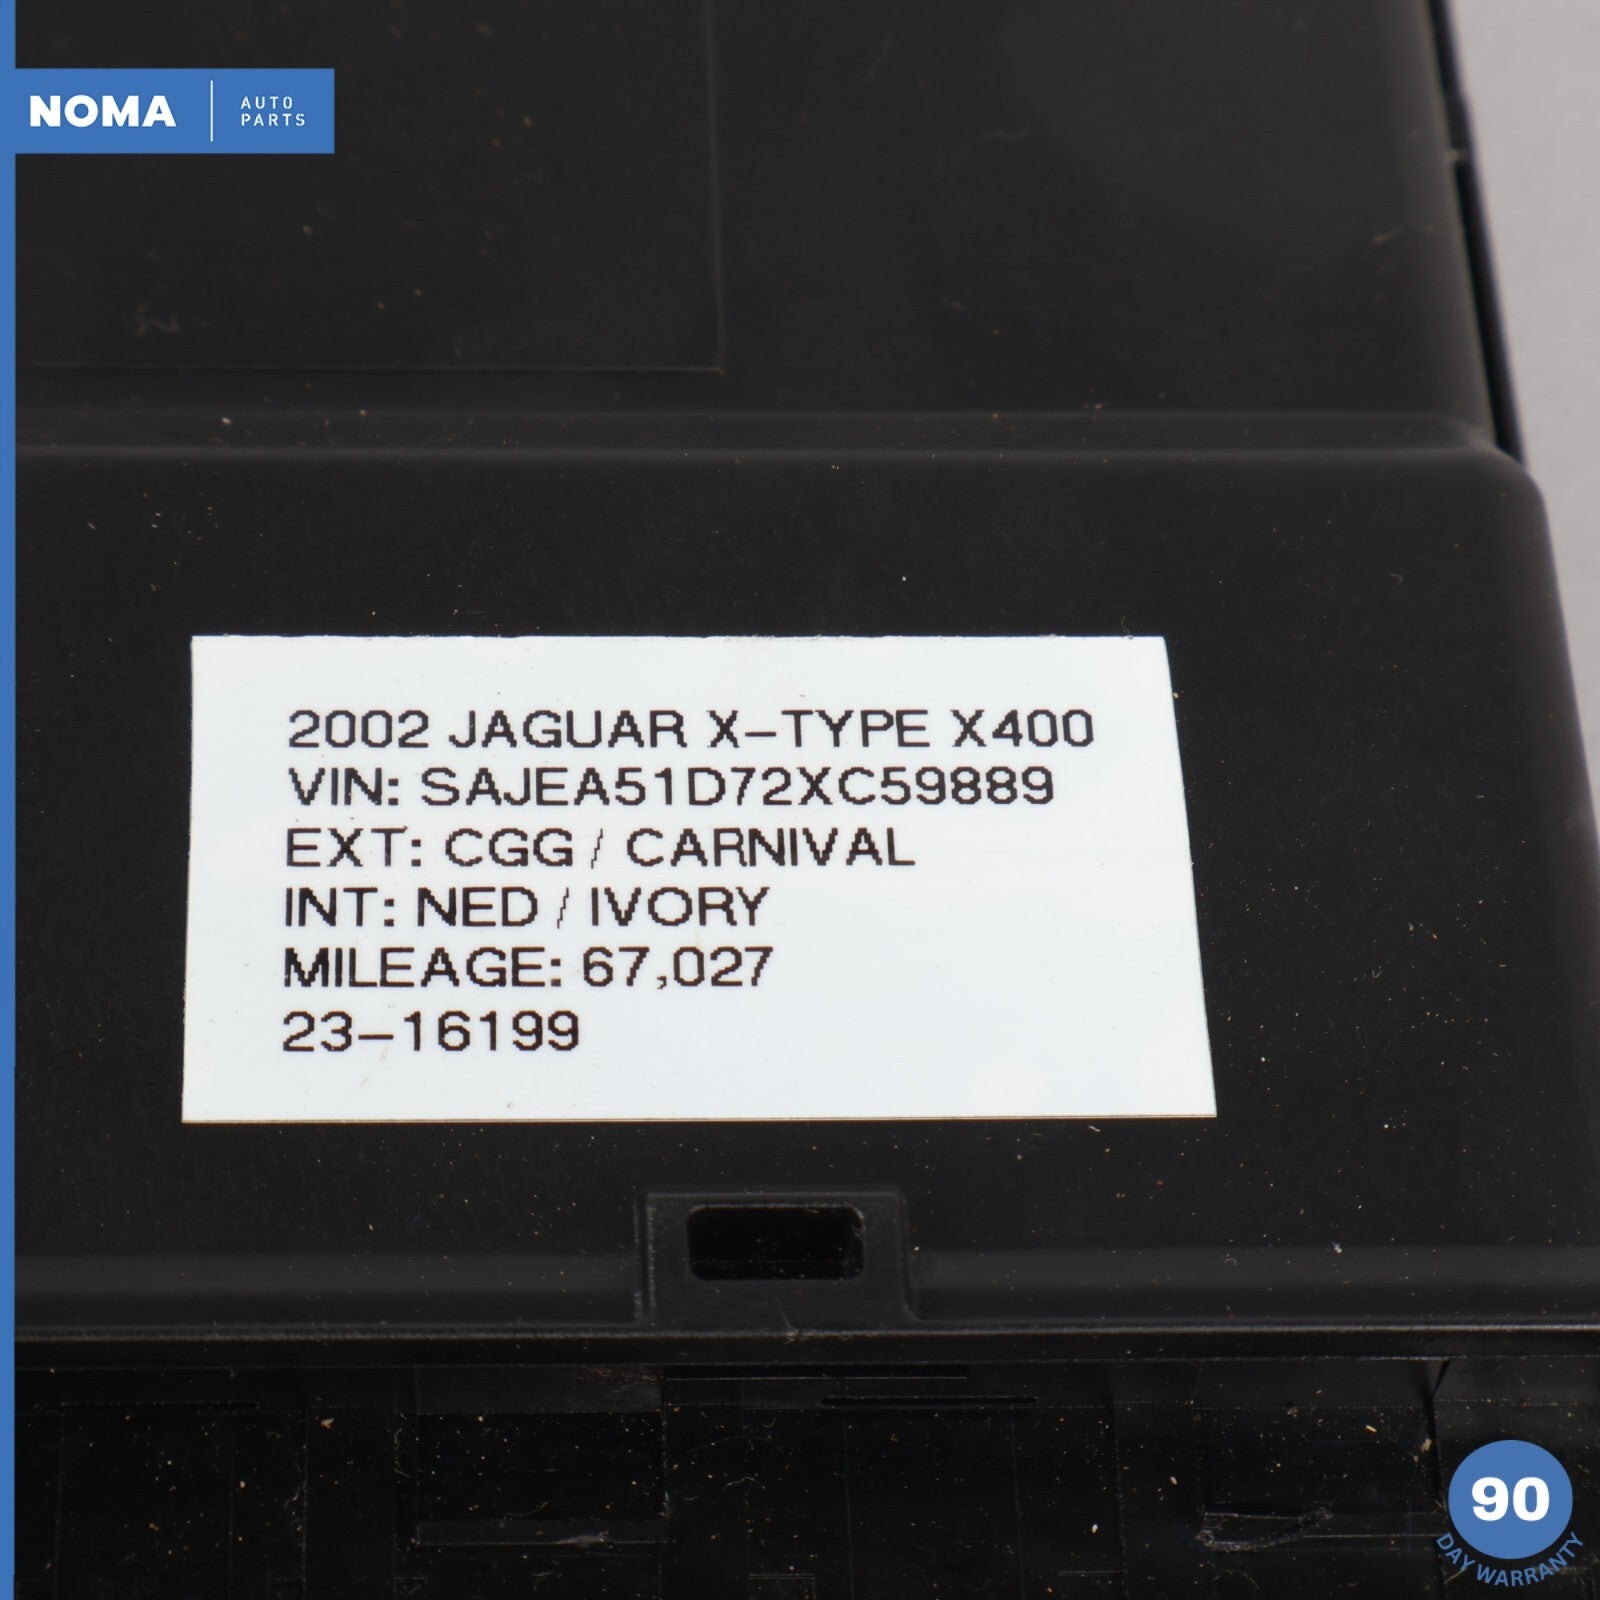 NOMA
AUTO
PARTS
2002 JAGUAR X-TYPE X400
VIN: SAJEA51D72XC59889
EXT: CGG / CARNIVAL
INT: NED / IVORY
MILEAGE: 67,027
23-16199
90
DAY WARRANTY